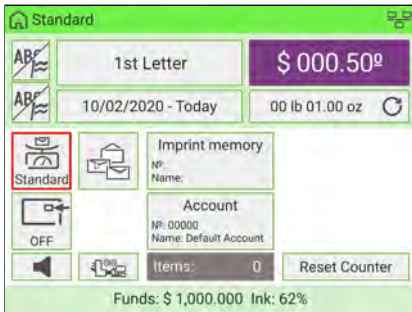 Standard
ABC
1st Letter
$ 000.50º
ABC
10/02/2020 - Today
00 lb 01.00 oz
Standard
Imprint memory
Nº:
Name:
OFF
Account
Nº: 00000
Name: Default Account
Items: 0
Reset Counter
Funds: $ 1,000.000 Ink: 62%